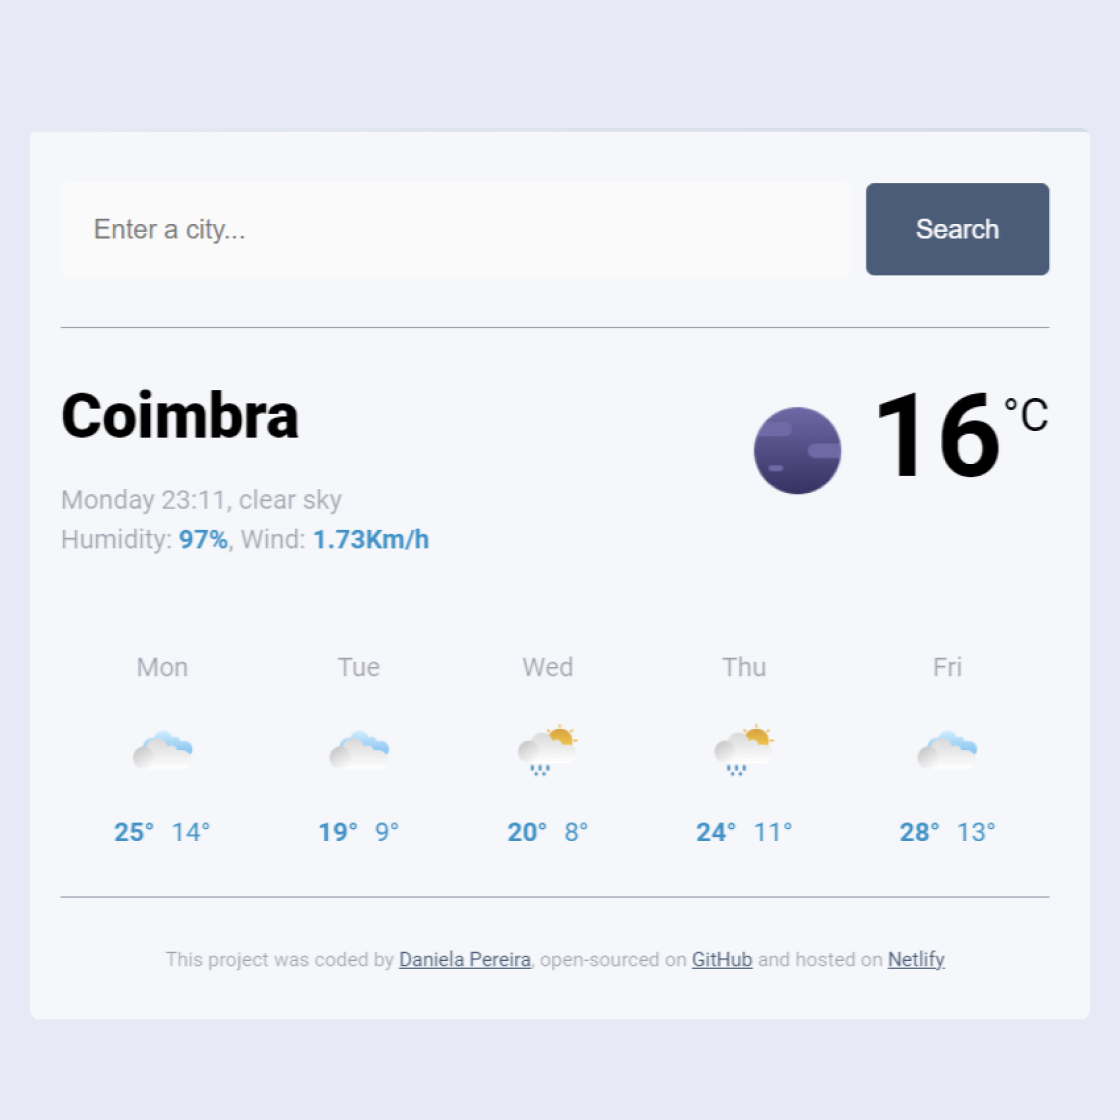 Enter a city...
Search
Coimbra
16 °C
Monday 23:11, clear sky
Humidity: 97%, Wind: 1.73Km/h
Mon Tue Wed Thu Fri
25° 14° 19° 9° 20° 8° 24° 11° 28° 13°
This project was coded by Daniela Pereira, open-sourced on GitHub and hosted on Netlify